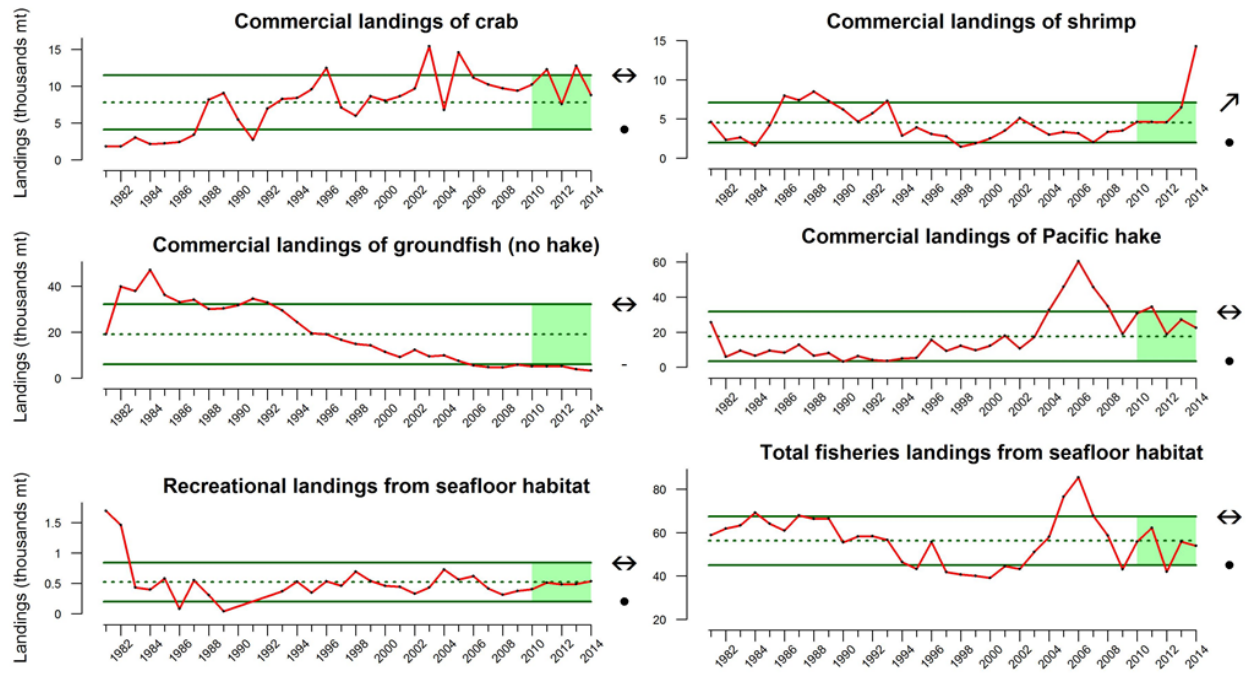 Commercial landings of crab
Landings (thousands mt)
15
10
5
0
1982 1984 1986 1988 1990 1992 1994 1996 1998 2000 2002 2004 2006 2008 2010 2012 2014
Commercial landings of shrimp
15
10
5
0
1982 1984 1986 1988 1990 1992 1994 1996 1998 2000 2002 2004 2006 2008 2010 2012 2014
Commercial landings of groundfish (no hake)
Landings (thousands mt)
40
20
0
1982 1984 1986 1988 1990 1992 1994 1996 1998 2000 2002 2004 2006 2008 2010 2012 2014
Commercial landings of Pacific hake
60
40
20
0
1982 1984 1986 1988 1990 1992 1994 1996 1998 2000 2002 2004 2006 2008 2010 2012 2014
Recreational landings from seafloor habitat
Landings (thousands mt)
1.5
1
0.5
0
1982 1984 1986 1988 1990 1992 1994 1996 1998 2000 2002 2004 2006 2008 2010 2012 2014
Total fisheries landings from seafloor habitat
80
60
40
20
1982 1984 1986 1988 1990 1992 1994 1996 1998 2000 2002 2004 2006 2008 2010 2012 2014